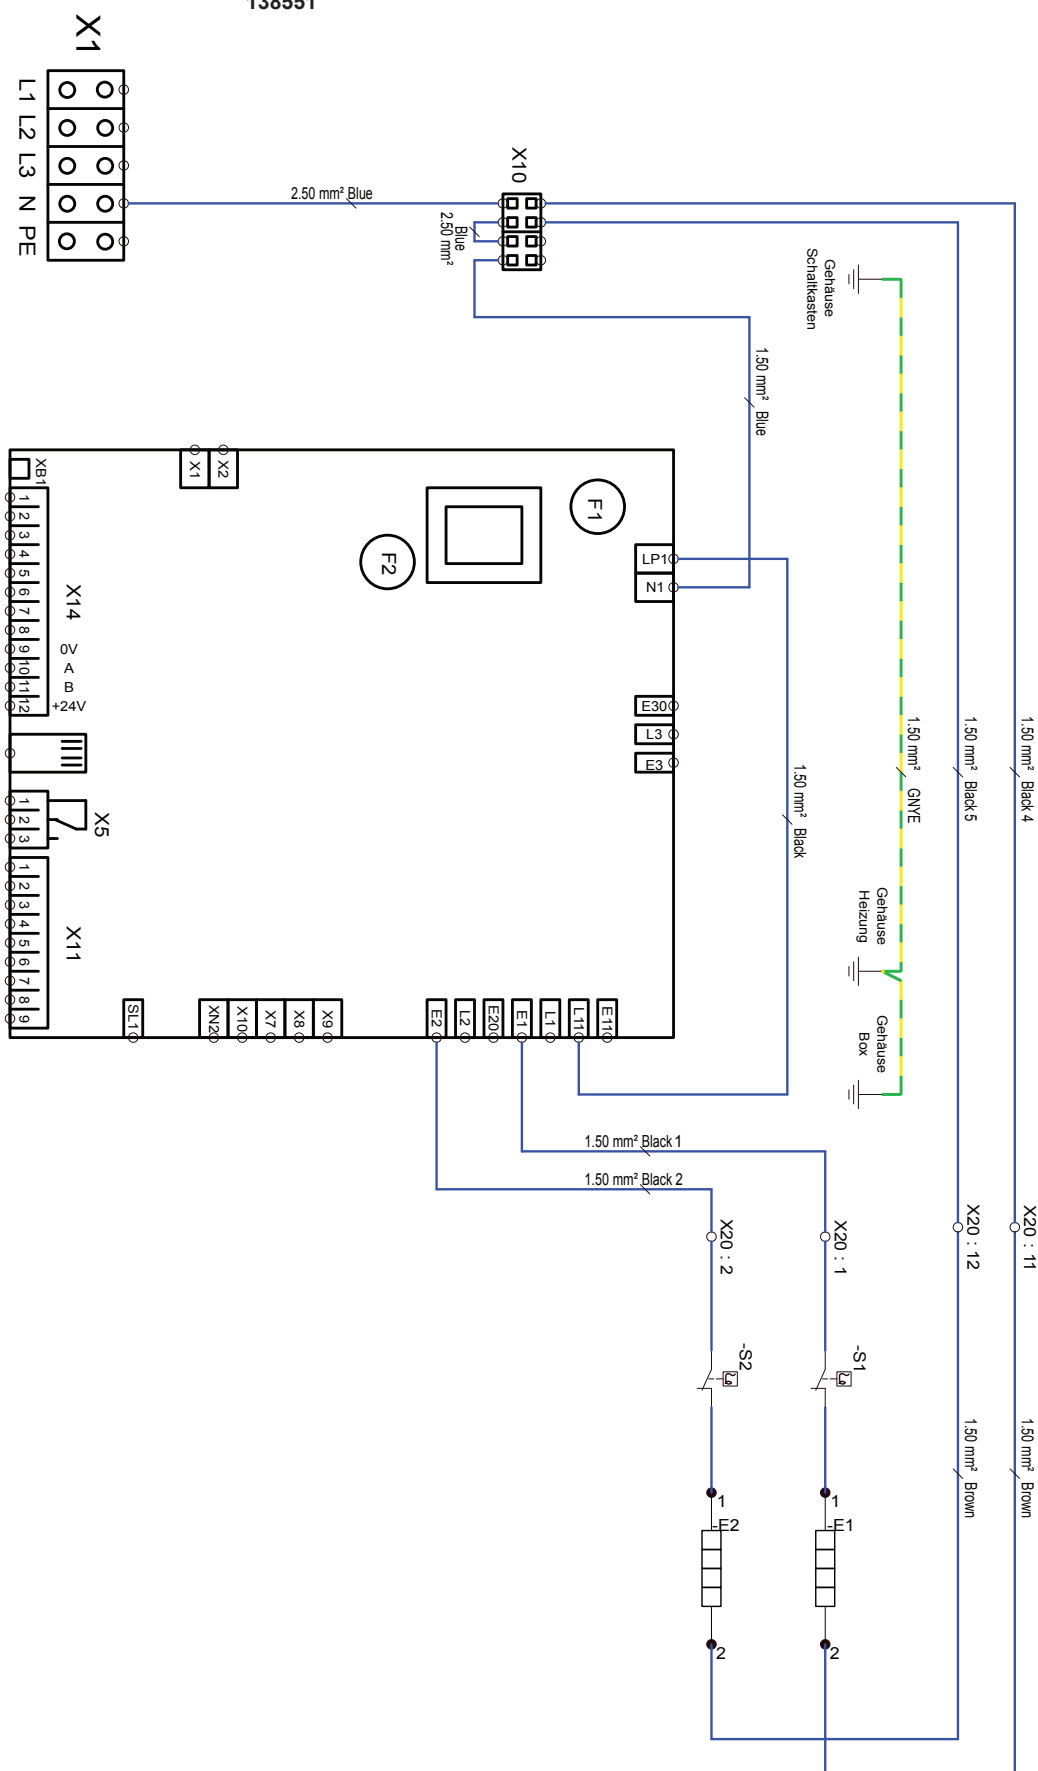 138551
X1
L1
L2
L3
N
PE
2.50 mm² Blue
X10
Blue
2.50 mm²
Gehäuse
Schaltkasten
1.50 mm² Blue
XB1
X1
X2
F1
F2
LP1
N1
1
2
3
4
5
6
7
8
9
10
11
12
X14
0V
A
B
+24V
E30
L3
E3
1.50 mm² Black
1.50 mm² GNYE
1.50 mm² Black 5
1.50 mm² Black 4
1
2
3
X5
1
2
3
4
5
6
7
8
9
X11
Gehäuse
Heizung
Gehäuse
Box
SL1
XN2
X10
X7
X8
X9
E2
L2
E20
E1
L1
L11
E11
1.50 mm² Black 1
1.50 mm² Black 2
X20 : 2
X20 : 1
X20 : 12
X20 : 11
-S2
-S1
1.50 mm² Brown
1.50 mm² Brown
1
-E2
2
1
-E1
2